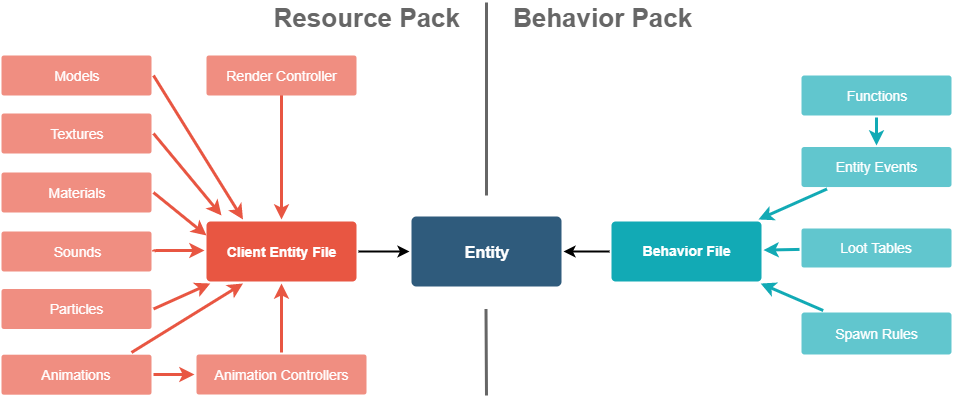 Resource Pack
Behavior Pack
Models
Render Controller
Textures
Materials
Sounds
Particles
Animations
Animation Controllers
Client Entity File
Entity
Behavior File
Functions
Entity Events
Loot Tables
Spawn Rules